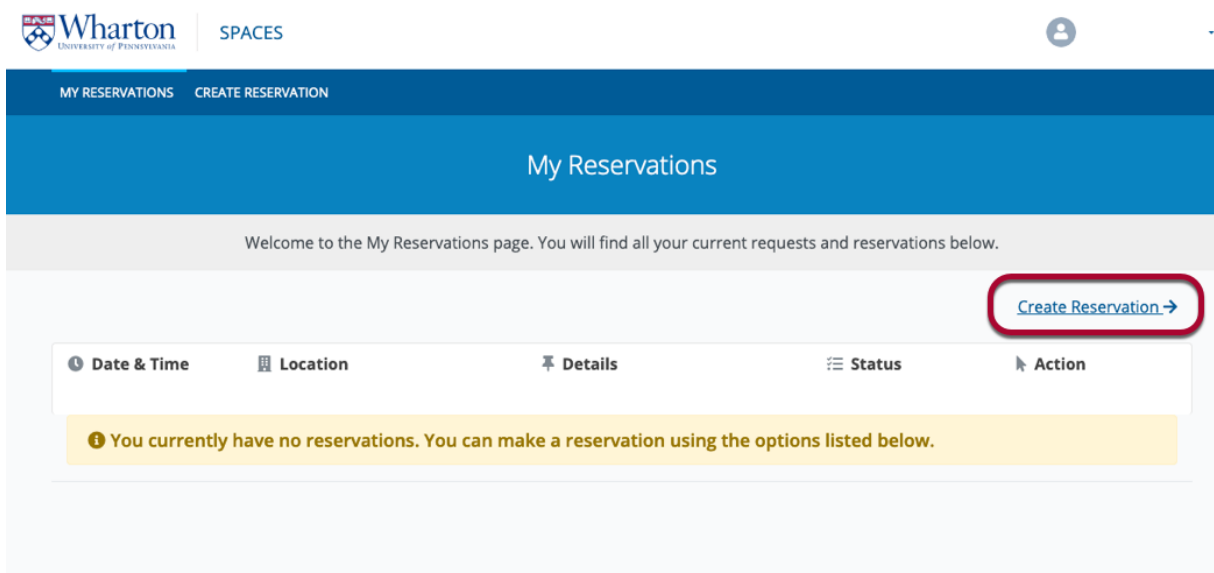 Wharton
UNIVERSITY of PENNSYLVANIA
SPACES
MY RESERVATIONS CREATE RESERVATION
My Reservations
Welcome to the My Reservations page. You will find all your current requests and reservations below.
Create Reservation
Date & Time Location Details Status Action
You currently have no reservations. You can make a reservation using the options listed below.